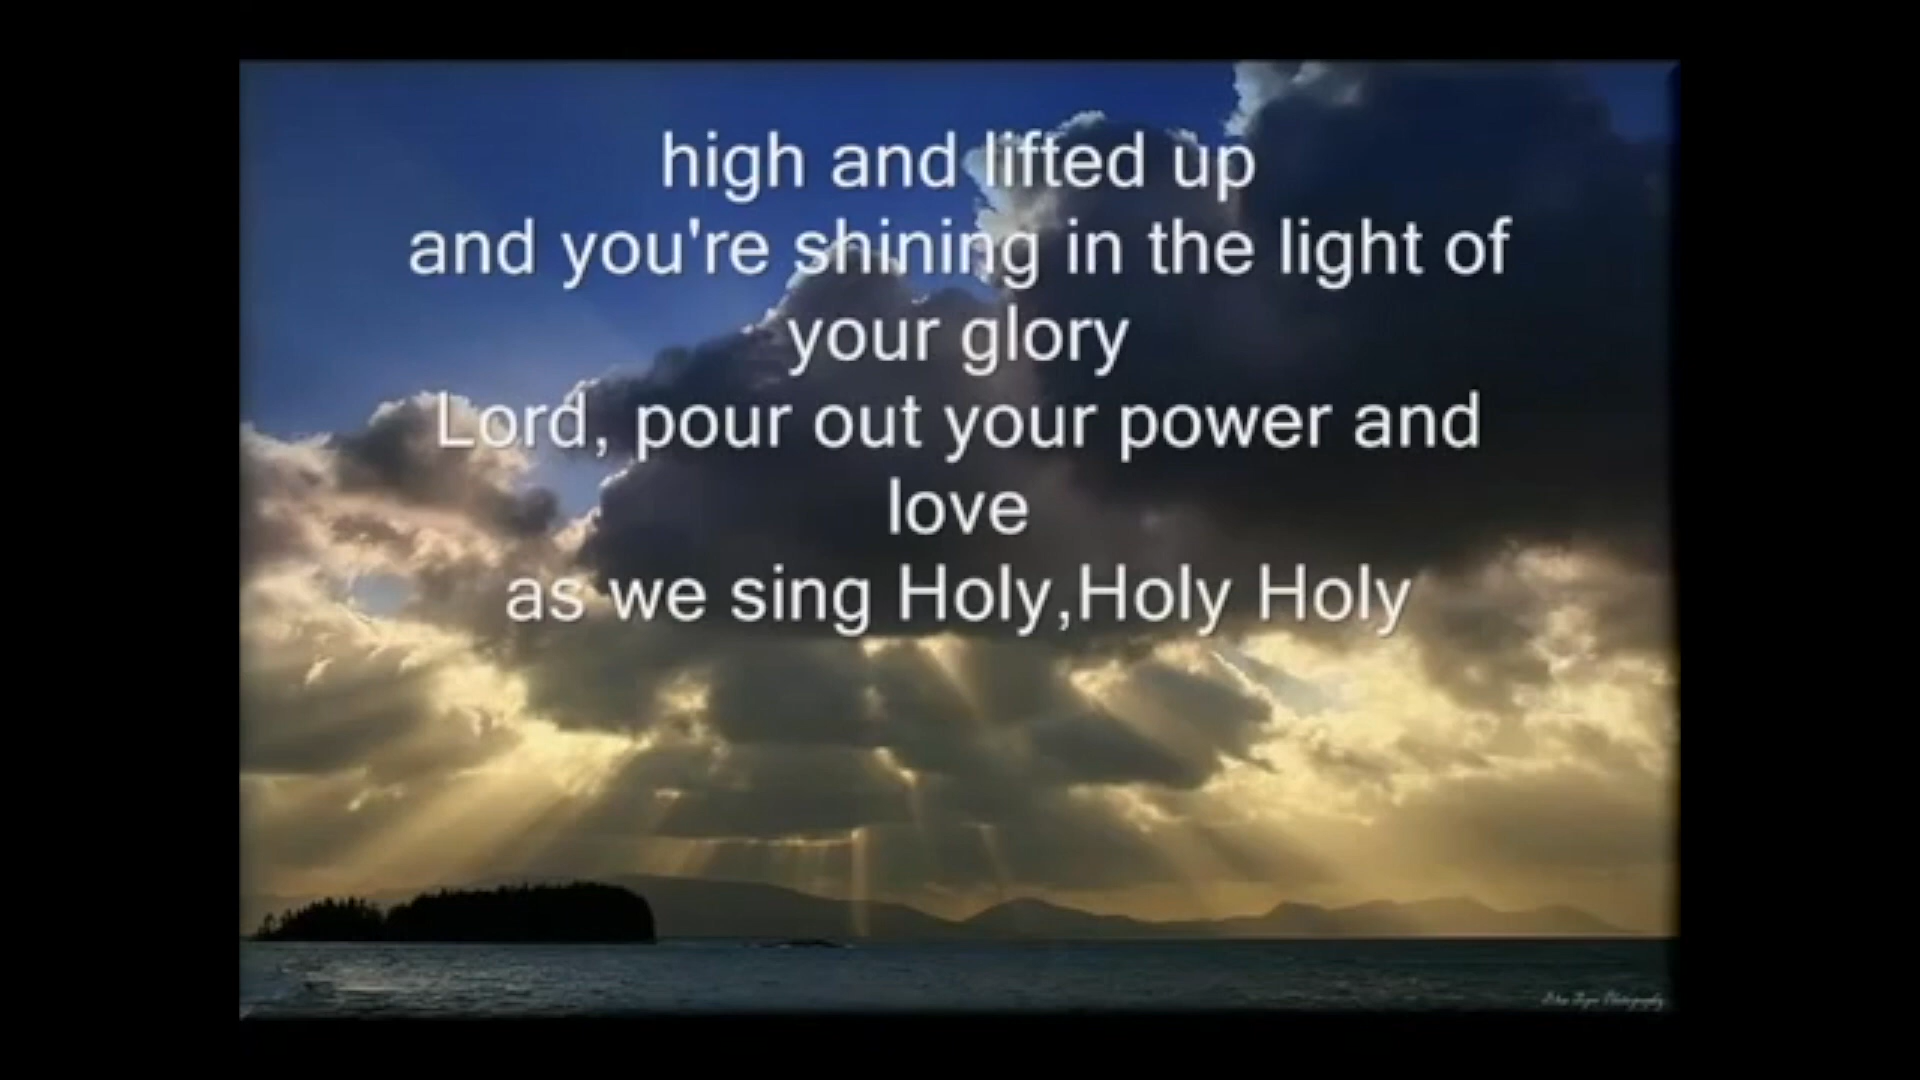 high and lifted up
and you're shining in the light of
your glory
Lord, pour out your power and
love
as we sing Holy,Holy Holy